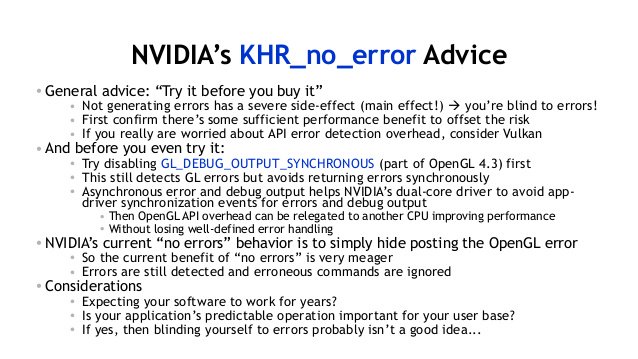 NVIDIA's KHR_no_error Advice
• General advice: “Try it before you buy it”
• Not generating errors has a severe side-effect (main effect!) → you’re blind to errors!
• First confirm there’s some sufficient performance benefit to offset the risk
• If you really are worried about API error detection overhead, consider Vulkan
• And before you even try it:
• Try disabling GL_DEBUG_OUTPUT_SYNCHRONOUS (part of OpenGL 4.3) first
• This still detects GL errors but avoids returning errors synchronously
• Asynchronous error and debug output helps NVIDIA’s dual-core driver to avoid app-
driver synchronization events for errors and debug output
• Then OpenGL API overhead can be relegated to another CPU improving performance
• Without losing well-defined error handling
• NVIDIA’s current “no errors” behavior is to simply hide posting the OpenGL error
• So the current benefit of “no errors” is very meager
• Errors are still detected and erroneous commands are ignored
• Considerations
• Expecting your software to work for years?
• Is your application’s predictable operation important for your user base?
• If yes, then blinding yourself to errors probably isn’t a good idea...